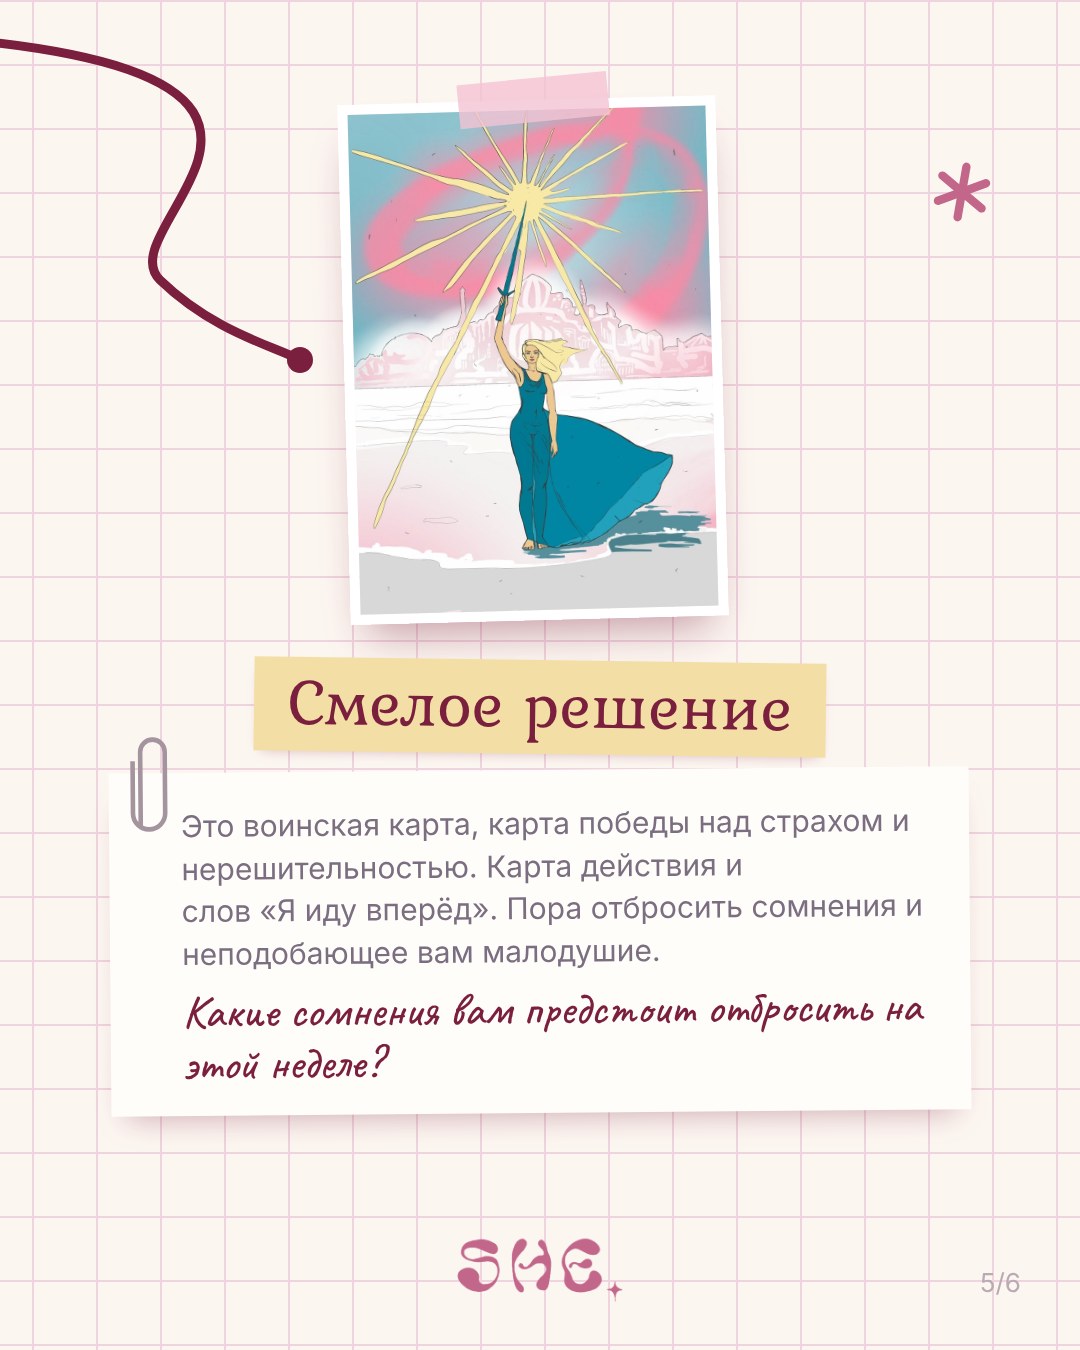 Смелое решение
Это воинская карта, карта победы над страхом и
нерешительностью. Карта действия и
слов «Я иду вперёд». Пора отбросить сомнения и
неподобающее вам малодушие.
Какие сомнения вам предстоит отбросить на
этой неделе?
SHE
5/6